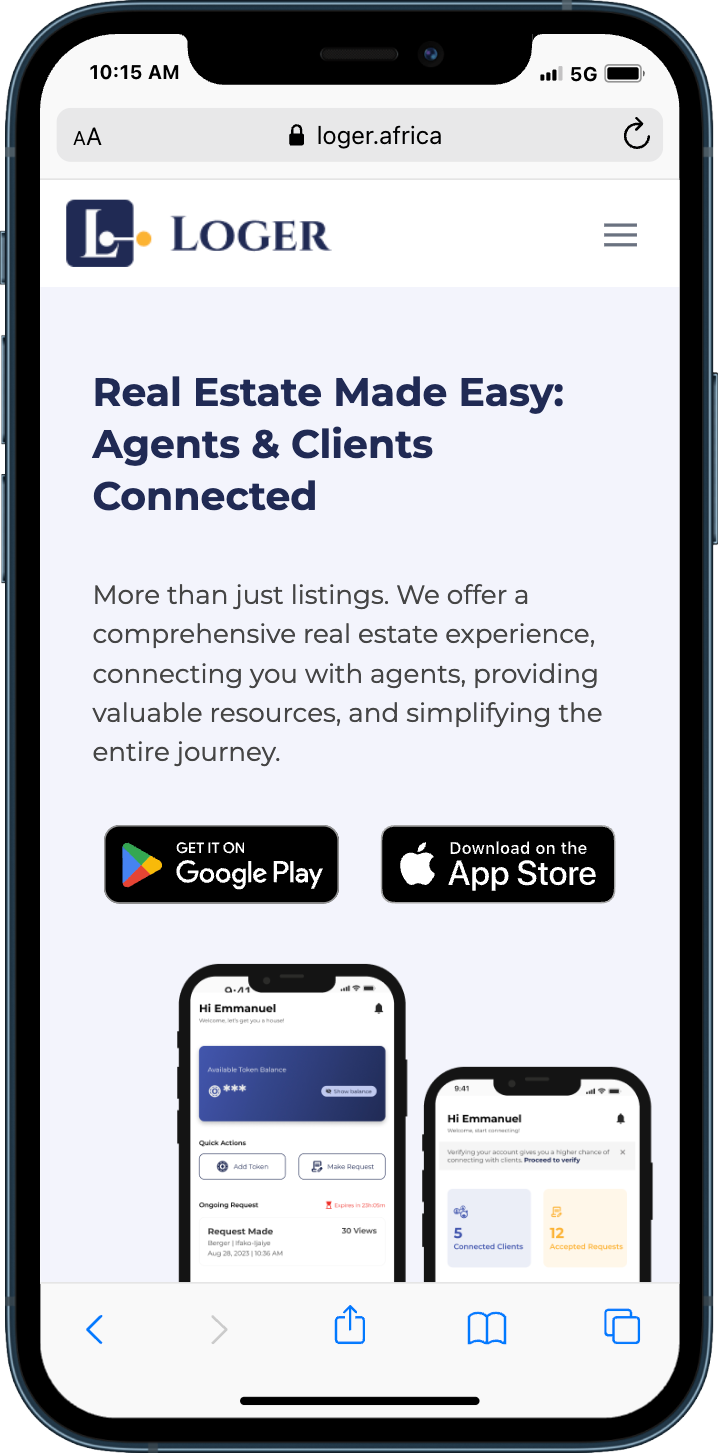 10:15 AM
5G
AA
loger.africa
L LOGER
Real Estate Made Easy:
Agents & Clients
Connected
More than just listings. We offer a
comprehensive real estate experience,
connecting you with agents, providing
valuable resources, and simplifying the
entire journey.
GET IT ON
Google Play
Download on the
App Store
9:41
Hi Emmanuel
Welcome, let's get you a house!
Available Token Balance
***
Show balance
Quick Actions
Add Token
Make Request
Ongoing Request
Expires in 23h:05m
Request Made
30 Views
Berger | Ifako-Ijaiye
Aug 28, 2023 | 10:36 AM
9:41
Hi Emmanuel
Welcome, start connecting!
Verifying your account gives you a higher chance of
connecting with clients. Proceed to verify
5
Connected Clients
12
Accepted Requests